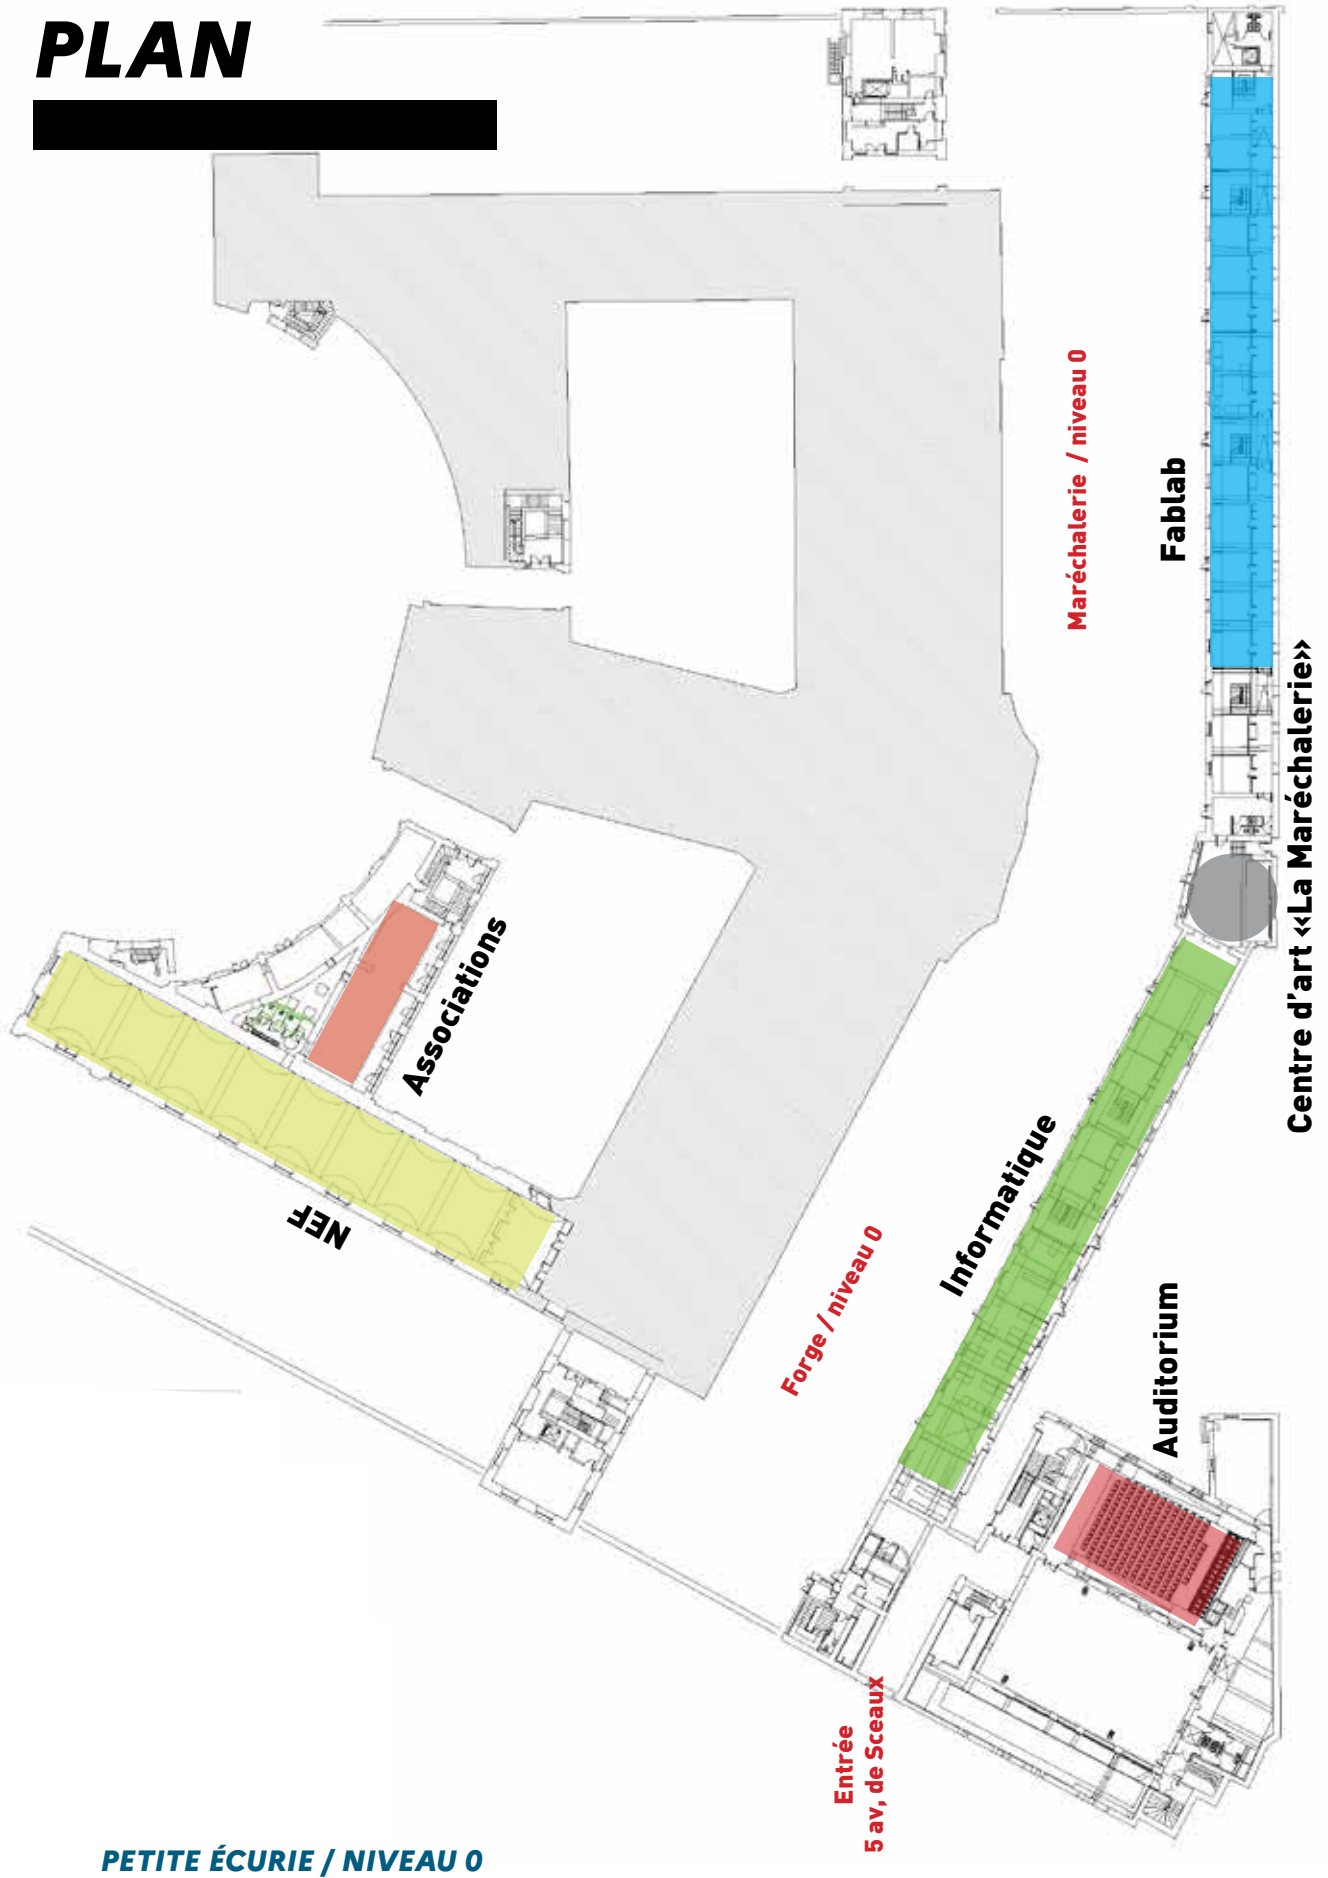 PLAN
Maréchalerie / niveau 0
Fablab
Centre d'art «La Maréchalerie»
Associations
NEF
Informatique
Forge / niveau 0
Auditorium
Entrée
5 av, de Sceaux
PETITE ÉCURIE / NIVEAU 0